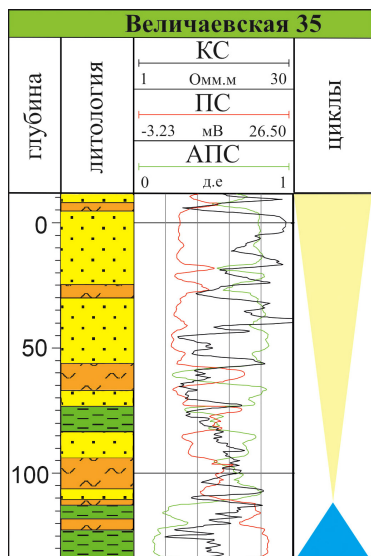 Величаевская 35
глубина
литология
КС
1 Омм.м 30
ПС
-3.23 мВ 26.50
АПС
0 д.е 1
циклы
0
50
100